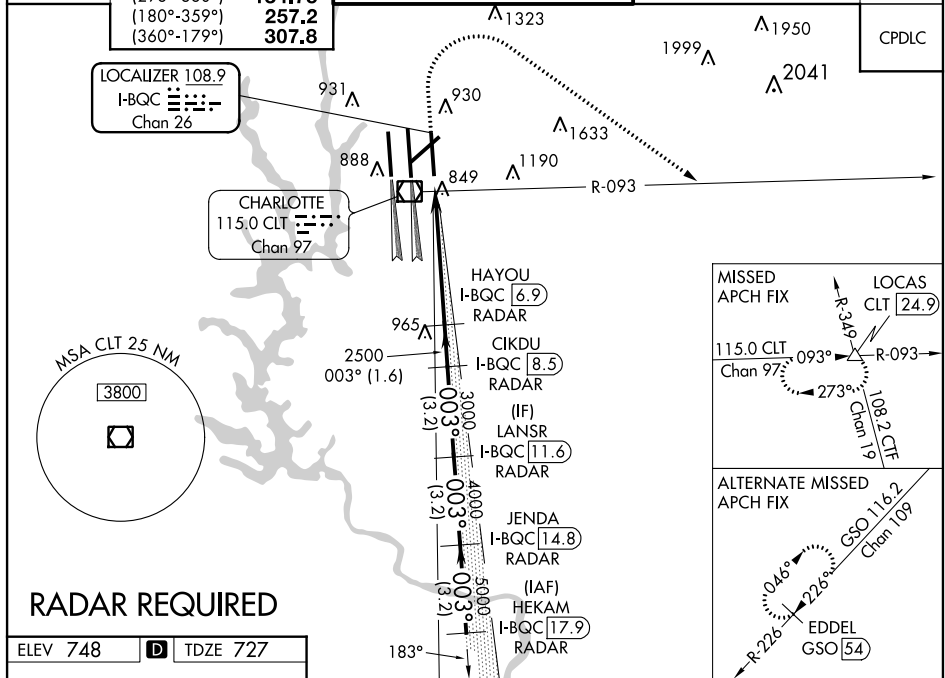 (180°-359°) 257.2
(360°-179°) 307.8
CPDLC
1323
1950
1999
2041
LOCALIZER 108.9
I-BQC
Chan 26
931
930
1633
888
849
1190
R-093
CHARLOTTE
115.0 CLT
Chan 97
HAYOU
I-BQC 6.9
RADAR
965
2500
003° (1.6)
CIKDU
I-BQC 8.5
RADAR
3000
003°
(3.2)
(IF)
LANSR
I-BQC 11.6
RADAR
4000
003°
(3.2)
JENDA
I-BQC 14.8
RADAR
5000
003°
(3.2)
(IAF)
HEKAM
I-BQC 17.9
RADAR
183°
MSA CLT 25 NM
3800
MISSED
APCH FIX
LOCAS
CLT 24.9
R-349
115.0 CLT
Chan 97
093°
R-093
273°
108.2 CTF
Chan 19
ALTERNATE MISSED
APCH FIX
GSO 116.2
Chan 109
046°
226°
R-226
EDDEL
GSO 54
RADAR REQUIRED
ELEV 748 D TDZE 727